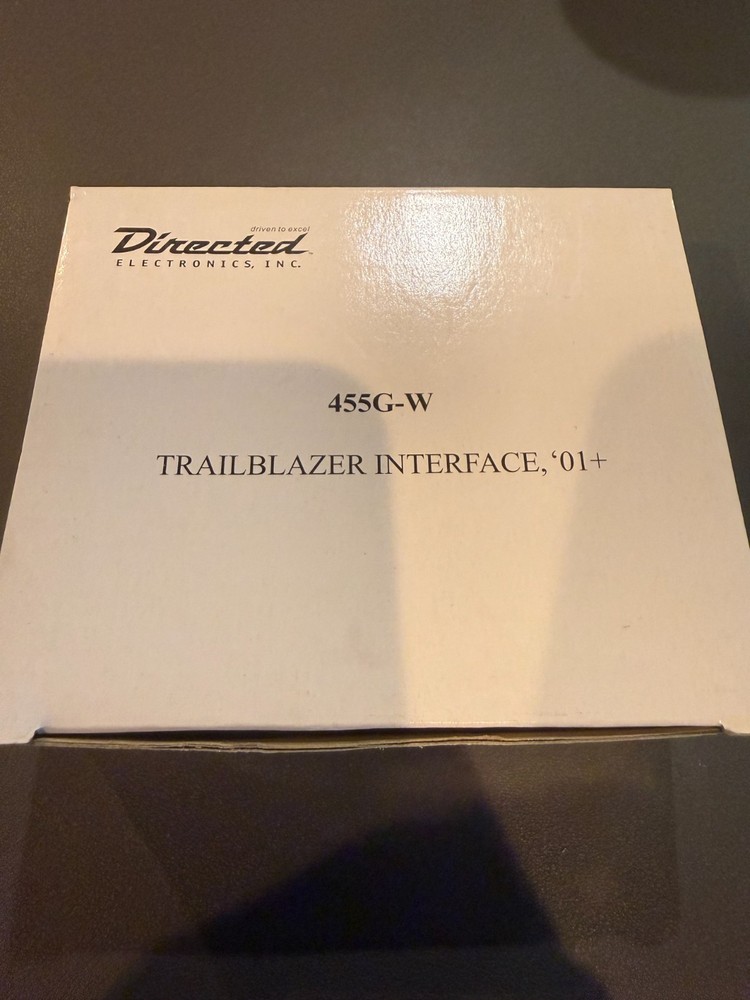 driven to excel
Directed
ELECTRONICS, INC.
455G-W
TRAILBLAZER INTERFACE, ‘01+